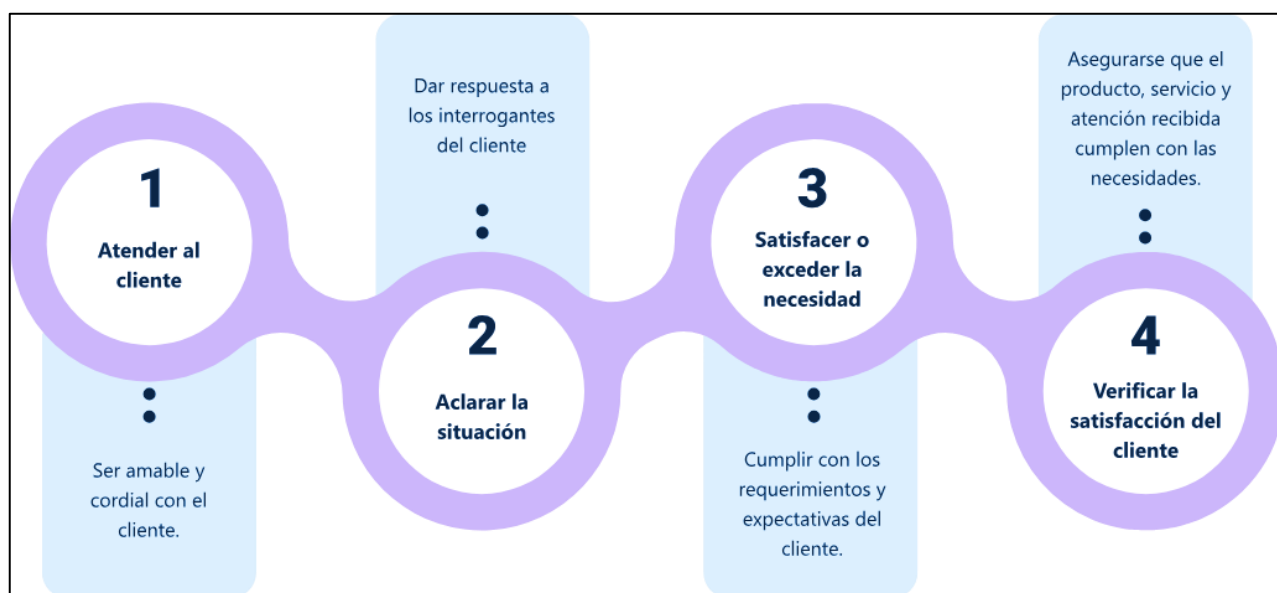 1
Atender al
cliente
Ser amable y
cordial con el
cliente.
Dar respuesta a
los interrogantes
del cliente
2
Aclarar la
situación
3
Satisfacer o
exceder la
necesidad
Cumplir con los
requerimientos y
expectativas del
cliente.
Asegurarse que el
producto, servicio y
atención recibida
cumplen con las
necesidades.
4
Verificar la
satisfacción del
cliente